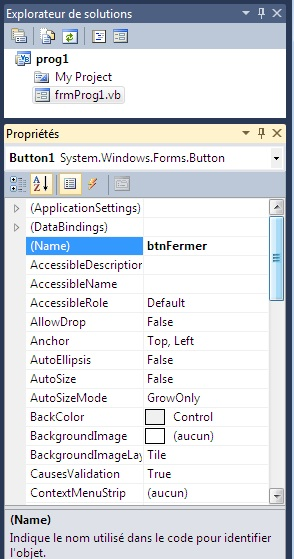 Explorateur de solutions
prog1
My Project
frmProg1.vb
Propriétés
Button1 System.Windows.Forms.Button
(ApplicationSettings)
(DataBindings)
(Name) btnFermer
AccessibleDescription
AccessibleName
AccessibleRole Default
AllowDrop False
Anchor Top, Left
AutoEllipsis False
AutoSize False
AutoSizeMode GrowOnly
BackColor Control
BackgroundImage (aucun)
BackgroundImageLay Tile
CausesValidation True
ContextMenuStrip (aucun)
(Name)
Indique le nom utilisé dans le code pour identifier
l'objet.